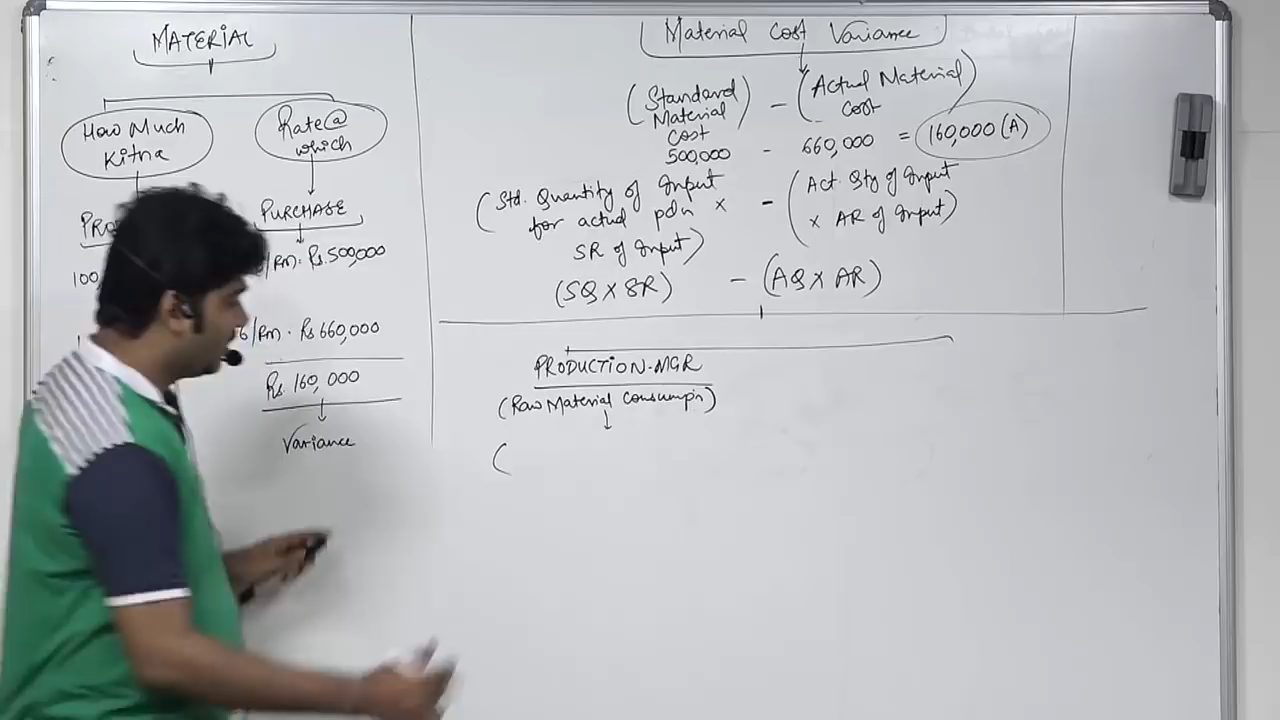 MATERIAL
How Much
Kitna
Rate @
which
PURCHASE
100
/RM. Rs. 500,000
6/RM. Rs 660,000
Rs. 160,000
Variance
Material Cost Variance
(Standard Material Cost) - (Actual Material Cost)
500,000 - 660,000 = 160,000 (A)
(Std. Quantity of Input - (Act. Qty of Input
for actual pdn × × AR of Input)
SR of Input)
(SQ × SR) - (AQ × AR)
PRODUCTION-MGR
(Raw Material Consumpn)
(